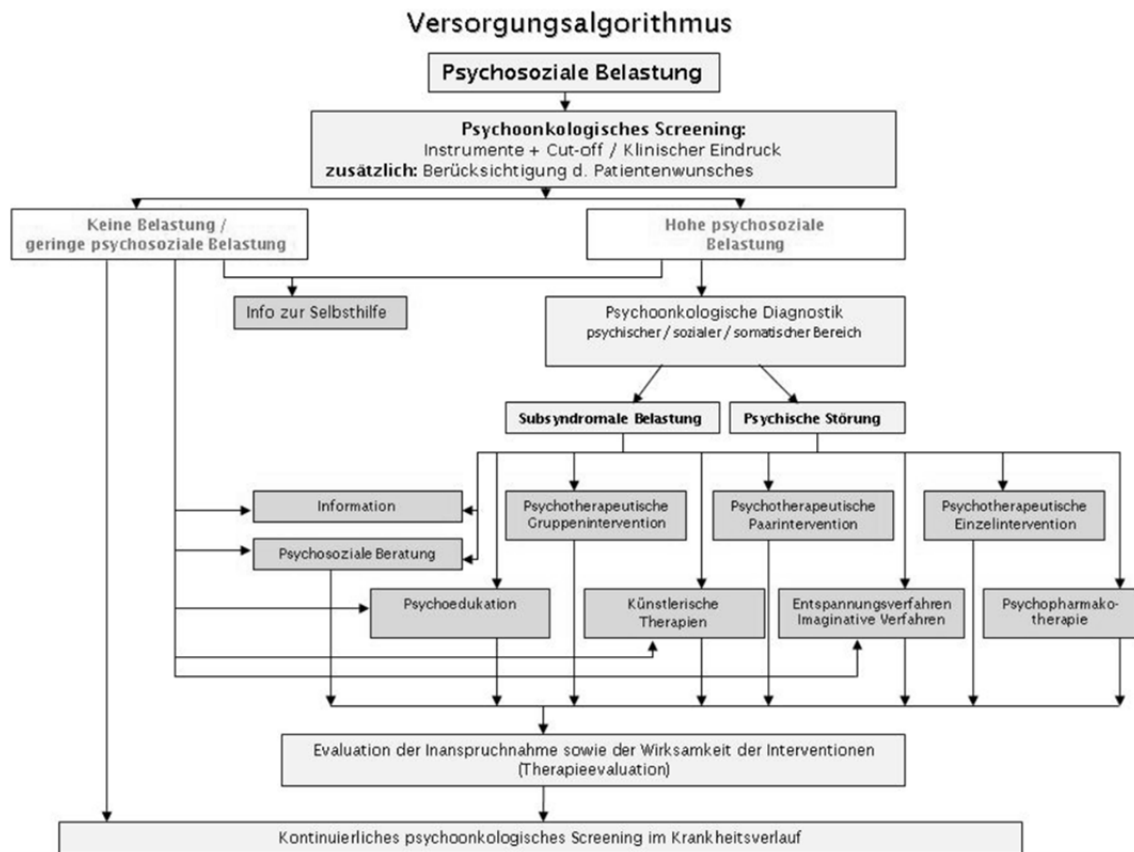 Versorgungsalgorithmus
Psychosoziale Belastung
Psychoonkologisches Screening:
Instrumente + Cut-off / Klinischer Eindruck
zusätzlich: Berücksichtigung d. Patientenwunsches
Keine Belastung /
geringe psychosoziale Belastung
Hohe psychosoziale
Belastung
Info zur Selbsthilfe
Psychoonkologische Diagnostik
psychischer / sozialer / somatischer Bereich
Subsyndromale Belastung
Psychische Störung
Information
Psychotherapeutische
Gruppenintervention
Psychotherapeutische
Paarintervention
Psychotherapeutische
Einzelintervention
Psychosoziale Beratung
Psychoedukation
Künstlerische
Therapien
Entspannungsverfahren
Imaginative Verfahren
Psychopharmako-
therapie
Evaluation der Inanspruchnahme sowie der Wirksamkeit der Interventionen
(Therapieevaluation)
Kontinuierliches psychoonkologisches Screening im Krankheitsverlauf